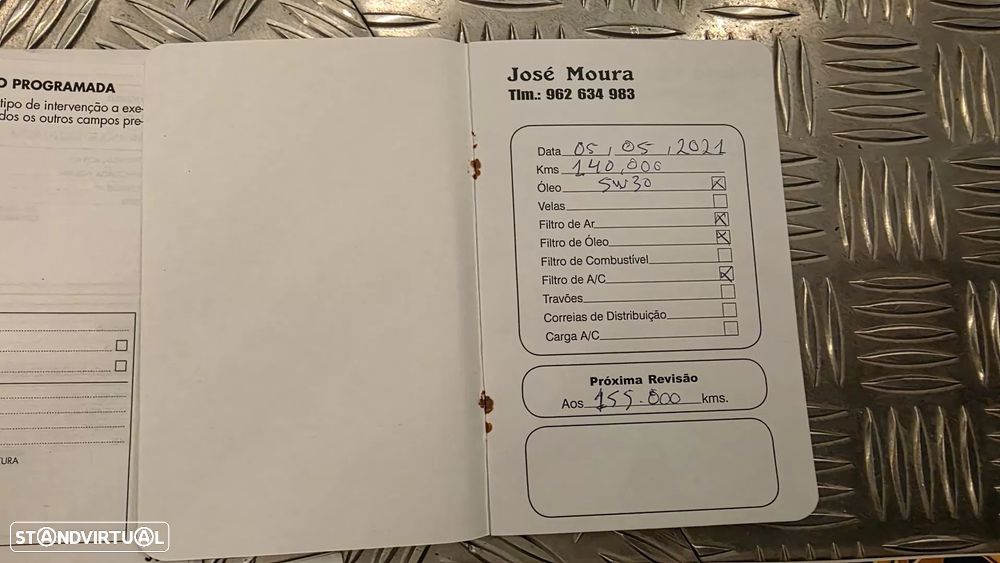 O PROGRAMADA
tipo de intervenção a exe-
dos os outros campos pre-
URA
José Moura
Tlm.: 962 634 983
Data 05, 05, 2021
Kms 140,000
Óleo 5W30
Velas
Filtro de Ar
Filtro de Óleo
Filtro de Combustível
Filtro de A/C
Travões
Correias de Distribuição
Carga A/C
Próxima Revisão
Aos 155.000 kms.
STANDVIRTUAL